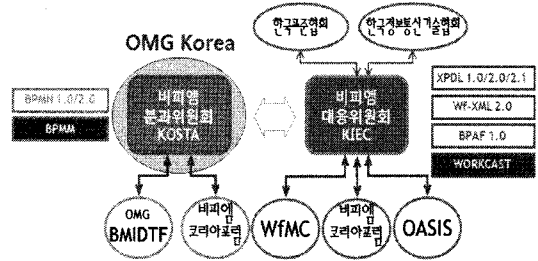 한국표준협회
한국정보통신기술협회
OMG Korea
BPMN 1.0/2.0
BPMM
비피엠
분과위원회
KOSTA
비피엠
대응위원회
KIEC
XPDL 1.0/2.0/2.1
Wf-XML 2.0
BPAF 1.0
WORKCAST
OMG
BMIDTF
비피엠
코리아포럼
WfMC
비피엠
코리아포럼
OASIS